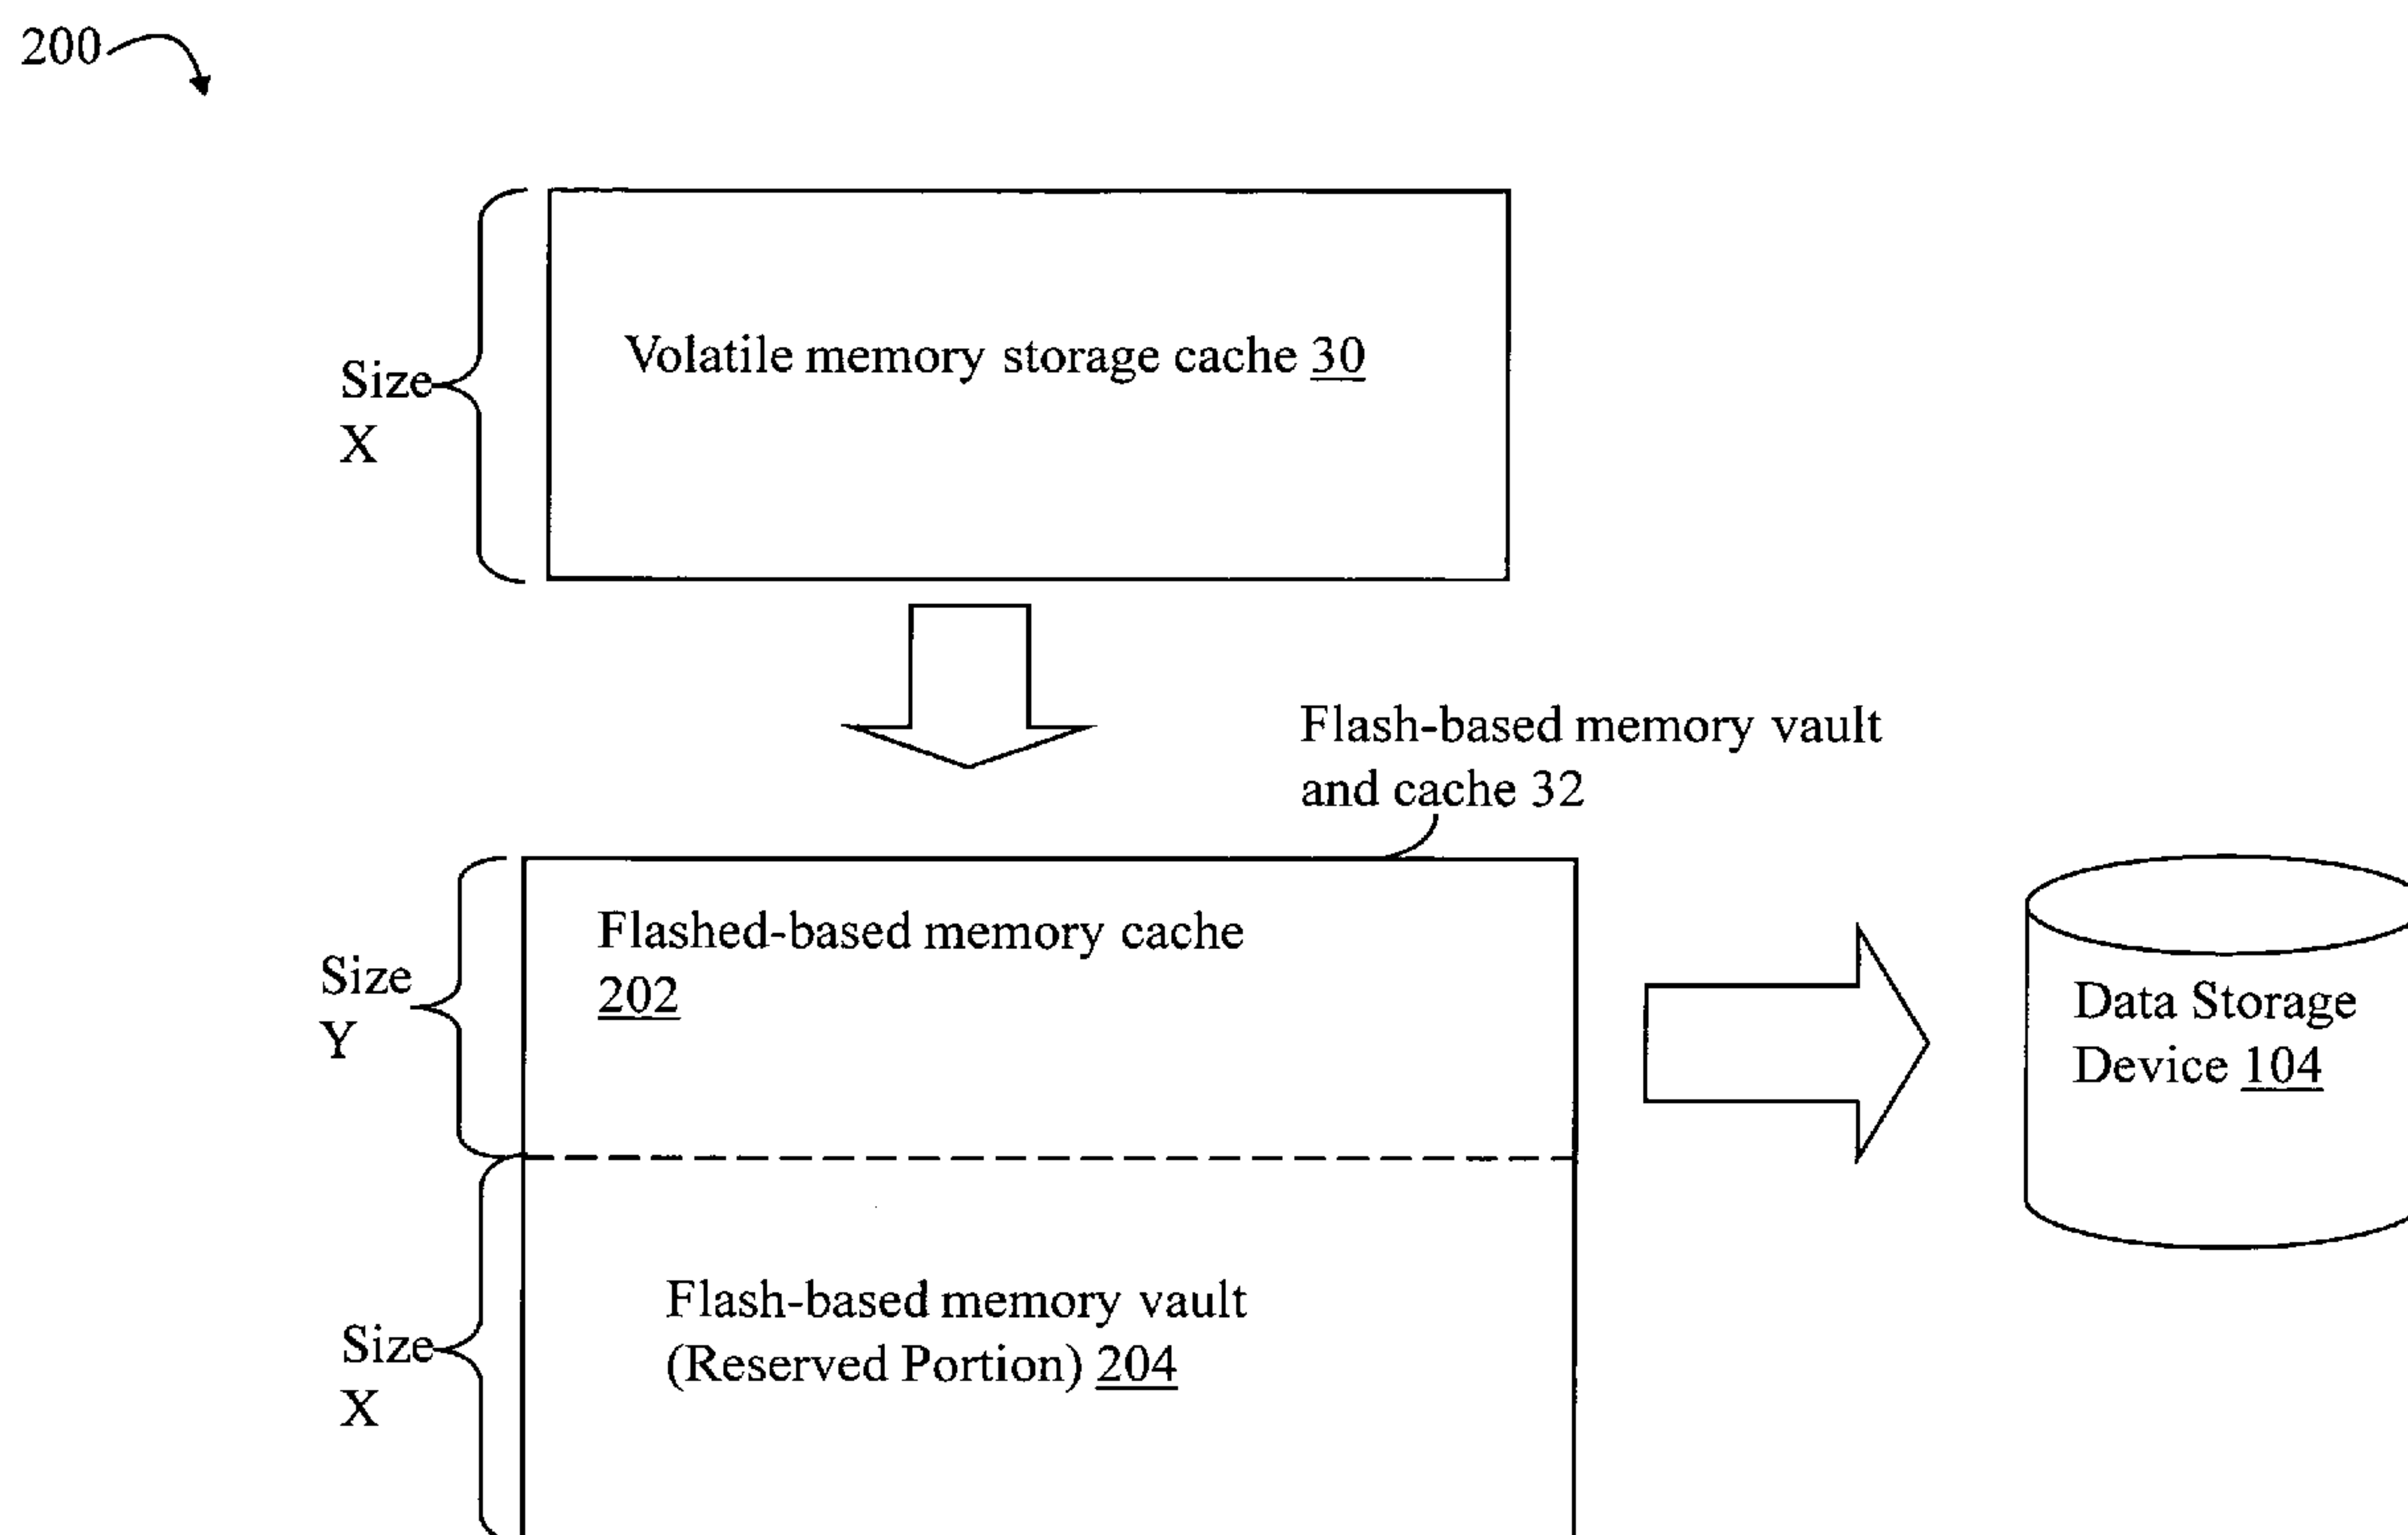 200
Volatile memory storage cache 30
Size
X
Flash-based memory vault
and cache 32
Flashed-based memory cache
202
Size
Y
Data Storage
Device 104
Flash-based memory vault
(Reserved Portion) 204
Size
X